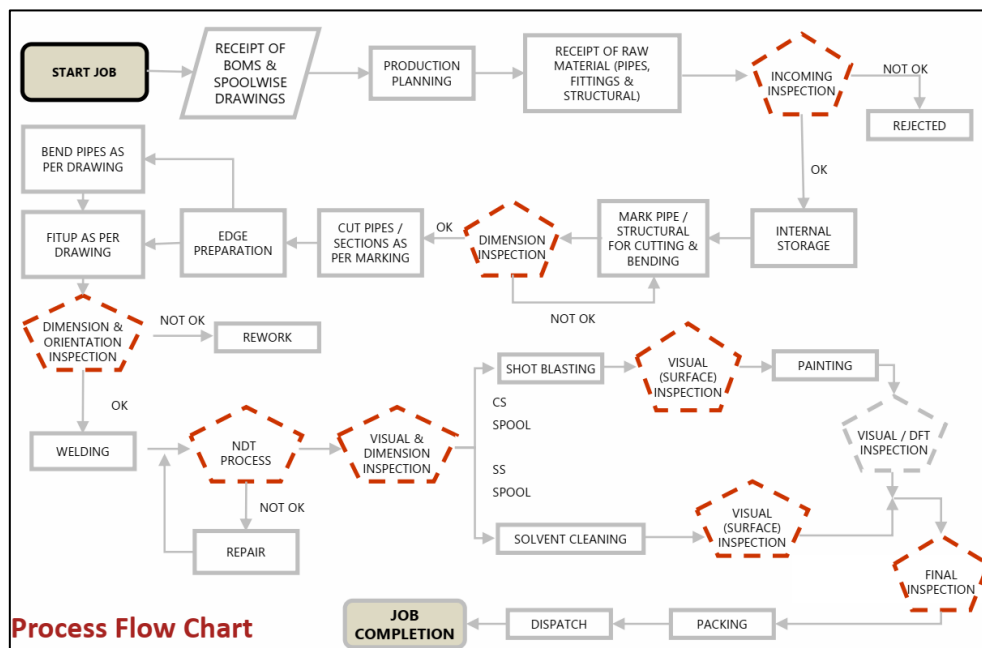 START JOB
RECEIPT OF
BOMS &
SPOOLWISE
DRAWINGS
PRODUCTION
PLANNING
RECEIPT OF RAW
MATERIAL (PIPES,
FITTINGS &
STRUCTURAL)
INCOMING
INSPECTION
NOT OK
REJECTED
OK
BEND PIPES AS
PER DRAWING
FITUP AS PER
DRAWING
EDGE
PREPARATION
CUT PIPES /
SECTIONS AS
PER MARKING
OK
DIMENSION
INSPECTION
NOT OK
MARK PIPE /
STRUCTURAL
FOR CUTTING &
BENDING
INTERNAL
STORAGE
DIMENSION &
ORIENTATION
INSPECTION
NOT OK
REWORK
OK
WELDING
NDT
PROCESS
NOT OK
REPAIR
VISUAL &
DIMENSION
INSPECTION
SHOT BLASTING
CS
SPOOL
SS
SPOOL
SOLVENT CLEANING
VISUAL
(SURFACE)
INSPECTION
PAINTING
VISUAL / DFT
INSPECTION
VISUAL
(SURFACE)
INSPECTION
FINAL
INSPECTION
PACKING
DISPATCH
JOB
COMPLETION
Process Flow Chart